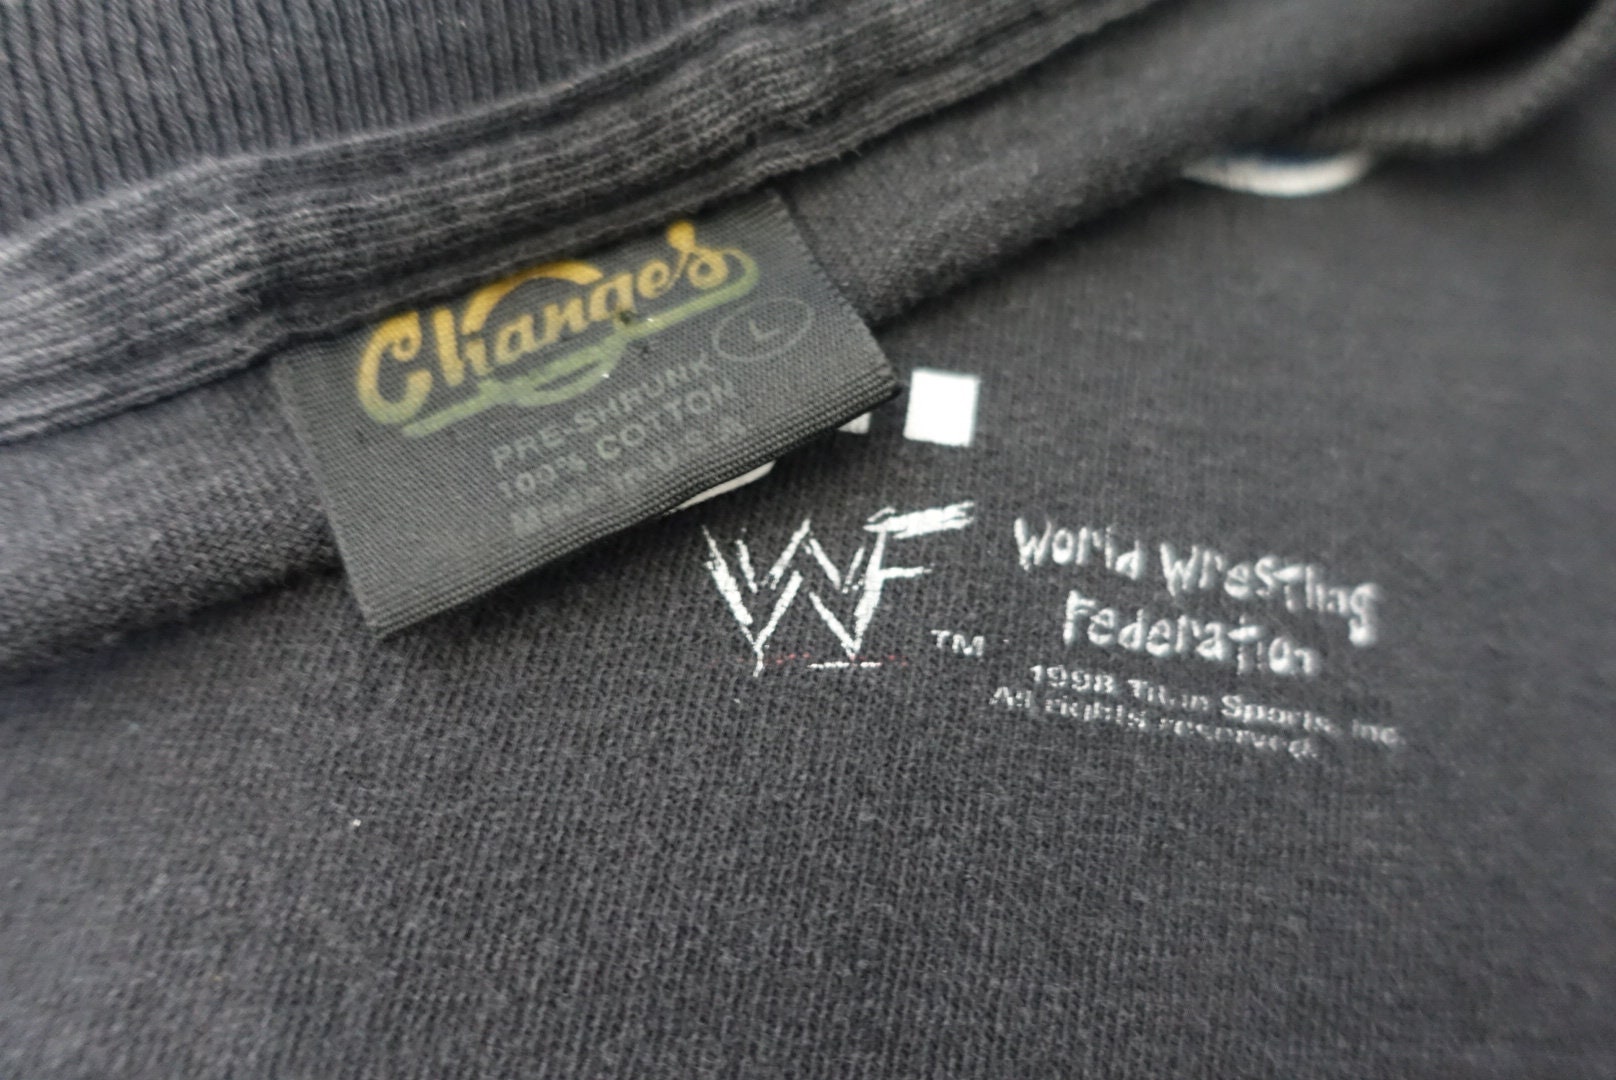 Changes
L
PRE-SHRUNK
100% COTTON
Made in U.S.A.
WWF TM
World Wrestling
Federation
1998 Titan Sports, Inc.
All rights reserved.